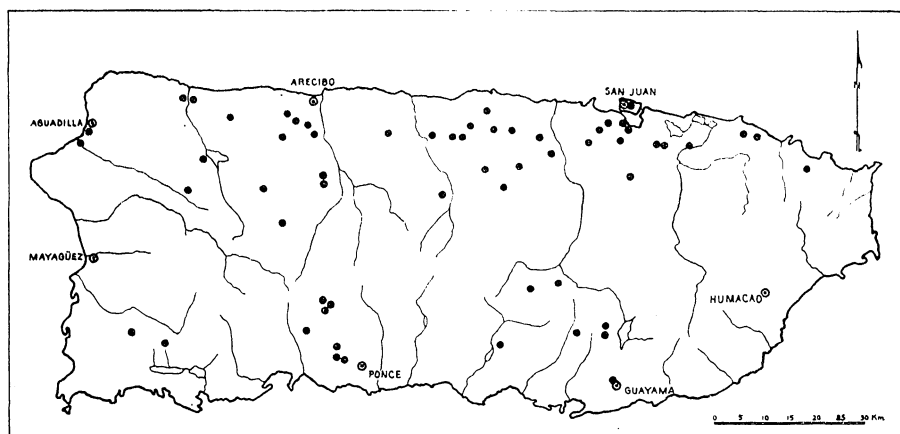 ARECIBO
SAN JUAN
N
AGUADILLA
MAYAGÜEZ
HUMACAO
PONCE
GUAYAMA
0 5 10 15 20 25 30 Km.